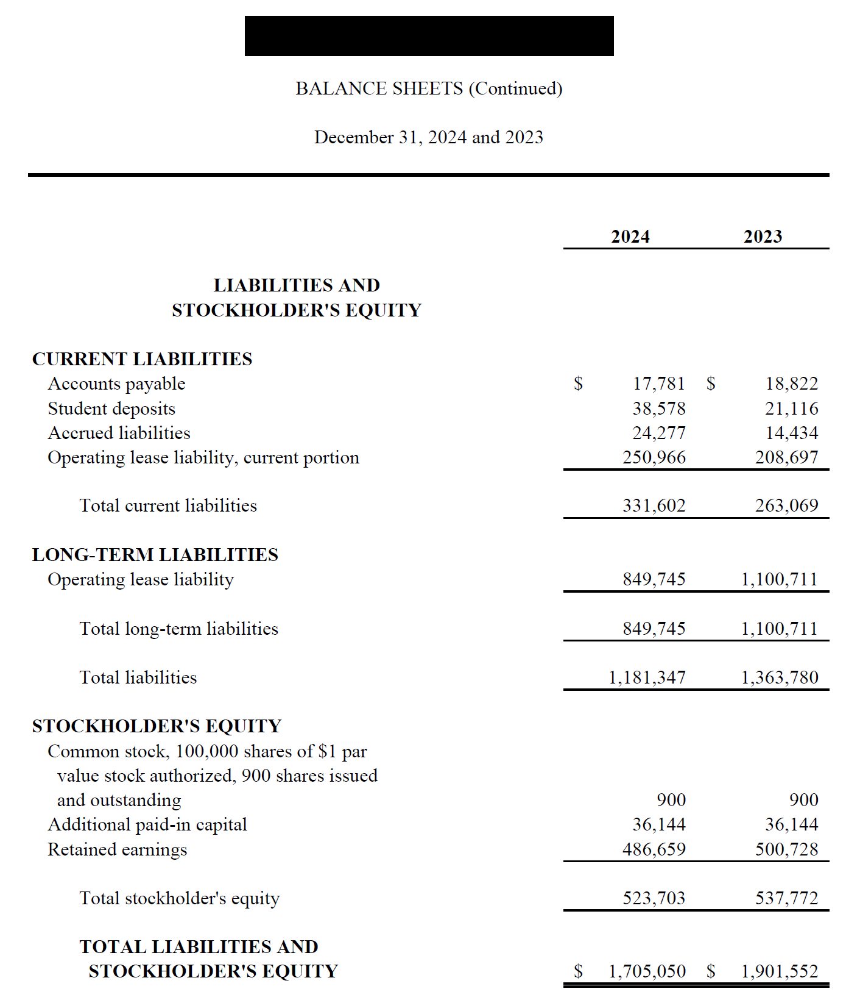 BALANCE SHEETS (Continued)
December 31, 2024 and 2023
2024 2023
LIABILITIES AND
STOCKHOLDER'S EQUITY
CURRENT LIABILITIES
Accounts payable $ 17,781 $ 18,822
Student deposits 38,578 21,116
Accrued liabilities 24,277 14,434
Operating lease liability, current portion 250,966 208,697
Total current liabilities 331,602 263,069
LONG-TERM LIABILITIES
Operating lease liability 849,745 1,100,711
Total long-term liabilities 849,745 1,100,711
Total liabilities 1,181,347 1,363,780
STOCKHOLDER'S EQUITY
Common stock, 100,000 shares of $1 par
value stock authorized, 900 shares issued
and outstanding 900 900
Additional paid-in capital 36,144 36,144
Retained earnings 486,659 500,728
Total stockholder's equity 523,703 537,772
TOTAL LIABILITIES AND
STOCKHOLDER'S EQUITY $ 1,705,050 $ 1,901,552